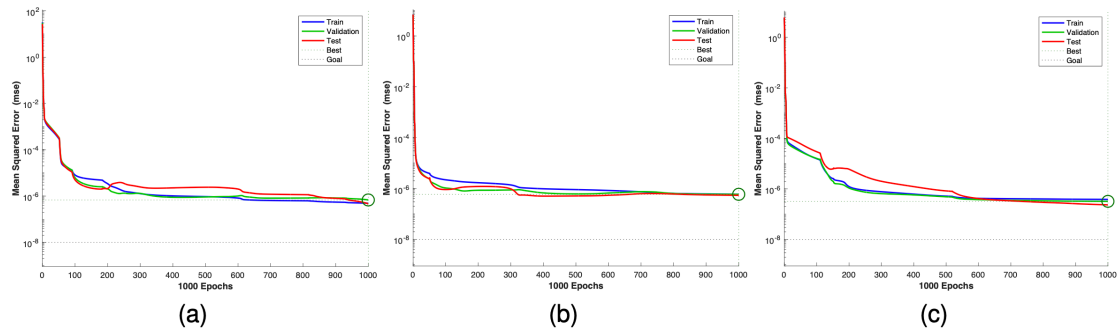 Mean Squared Error (mse)
10^2
10^0
10^-2
10^-4
10^-6
10^-8
Train
Validation
Test
Best
Goal
0 100 200 300 400 500 600 700 800 900 1000
1000 Epochs
(a)
Mean Squared Error (mse)
10^0
10^-2
10^-4
10^-6
10^-8
Train
Validation
Test
Best
Goal
0 100 200 300 400 500 600 700 800 900 1000
1000 Epochs
(b)
Mean Squared Error (mse)
10^0
10^-2
10^-4
10^-6
10^-8
Train
Validation
Test
Best
Goal
0 100 200 300 400 500 600 700 800 900 1000
1000 Epochs
(c)